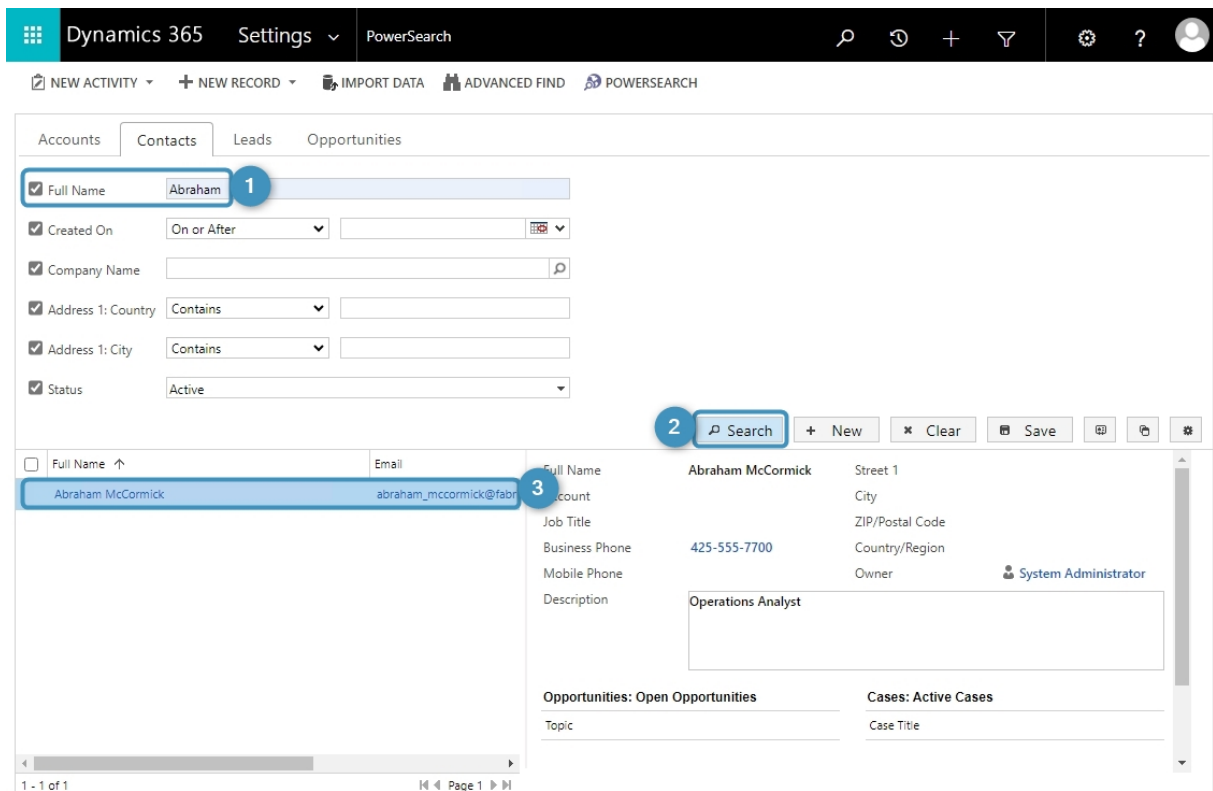 Dynamics 365 Settings PowerSearch ?
NEW ACTIVITY NEW RECORD IMPORT DATA ADVANCED FIND POWERSEARCH
Accounts Contacts Leads Opportunities
Full Name Abraham 1
Created On On or After
Company Name
Address 1: Country Contains
Address 1: City Contains
Status Active
2 Search + New Clear Save
Full Name Email
Abraham McCormick abraham_mccormick@fabr 3
Full Name Abraham McCormick Street 1
ccount City
Job Title ZIP/Postal Code
Business Phone 425-555-7700 Country/Region
Mobile Phone Owner System Administrator
Description Operations Analyst
Opportunities: Open Opportunities Cases: Active Cases
Topic Case Title
1 - 1 of 1 Page 1